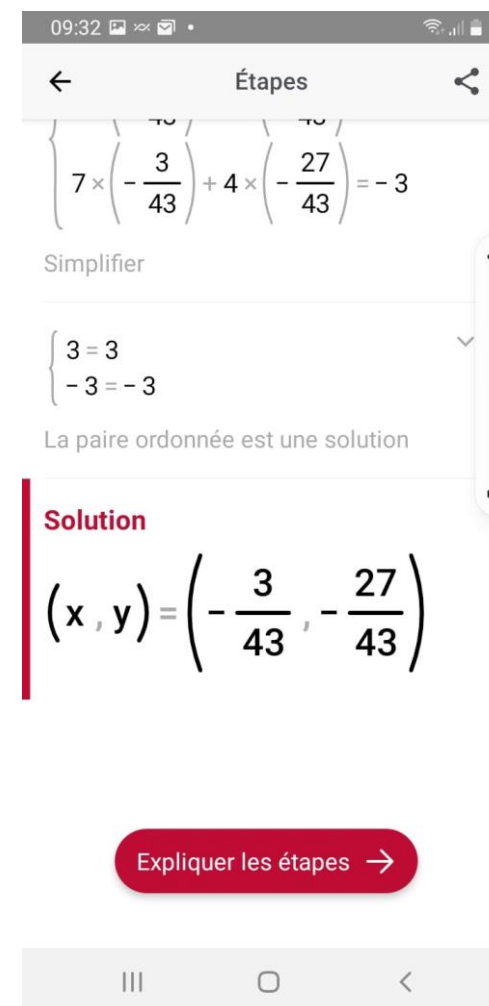 09:32
Étapes
7 × (- 3/43) + 4 × (- 27/43) = - 3
Simplifier
3 = 3
- 3 = - 3
La paire ordonnée est une solution
Solution
(x , y) = (- 3/43 , - 27/43)
Expliquer les étapes →